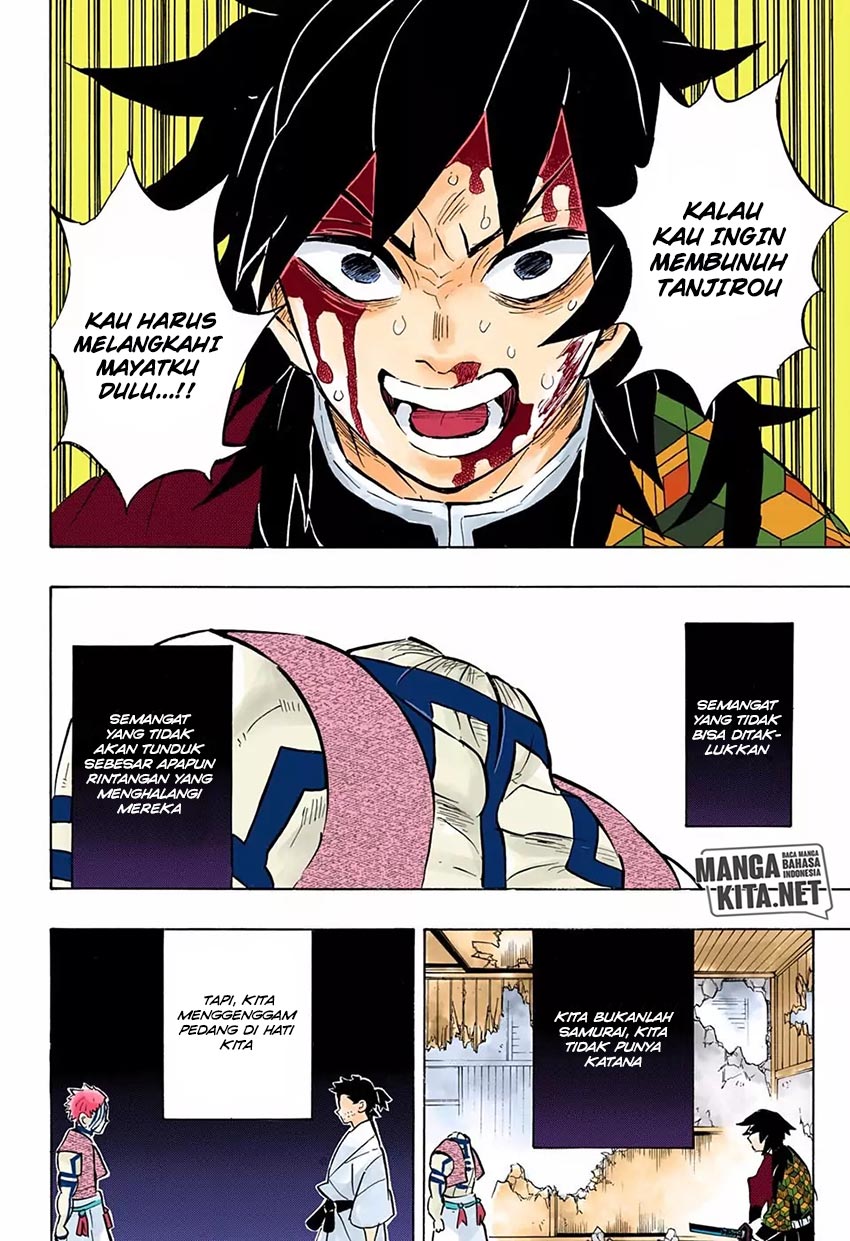 KALAU
KAU INGIN
MEMBUNUH
TANJIROU
KAU HARUS
MELANGKAHI
MAYATKU
DULU...!!
SEMANGAT
YANG TIDAK
BISA DITAK-
LUKKAN
SEMANGAT
YANG TIDAK
AKAN TUNDUK
SEBESAR APAPUN
RINTANGAN YANG
MENGHALANGI
MEREKA
MANGA
KITA.NET
BACA MANGA
BAHASA
INDONESIA
KITA BUKANLAH
SAMURAI, KITA
TIDAK PUNYA
KATANA
TAPI, KITA
MENGGENGGAM
PEDANG DI HATI
KITA